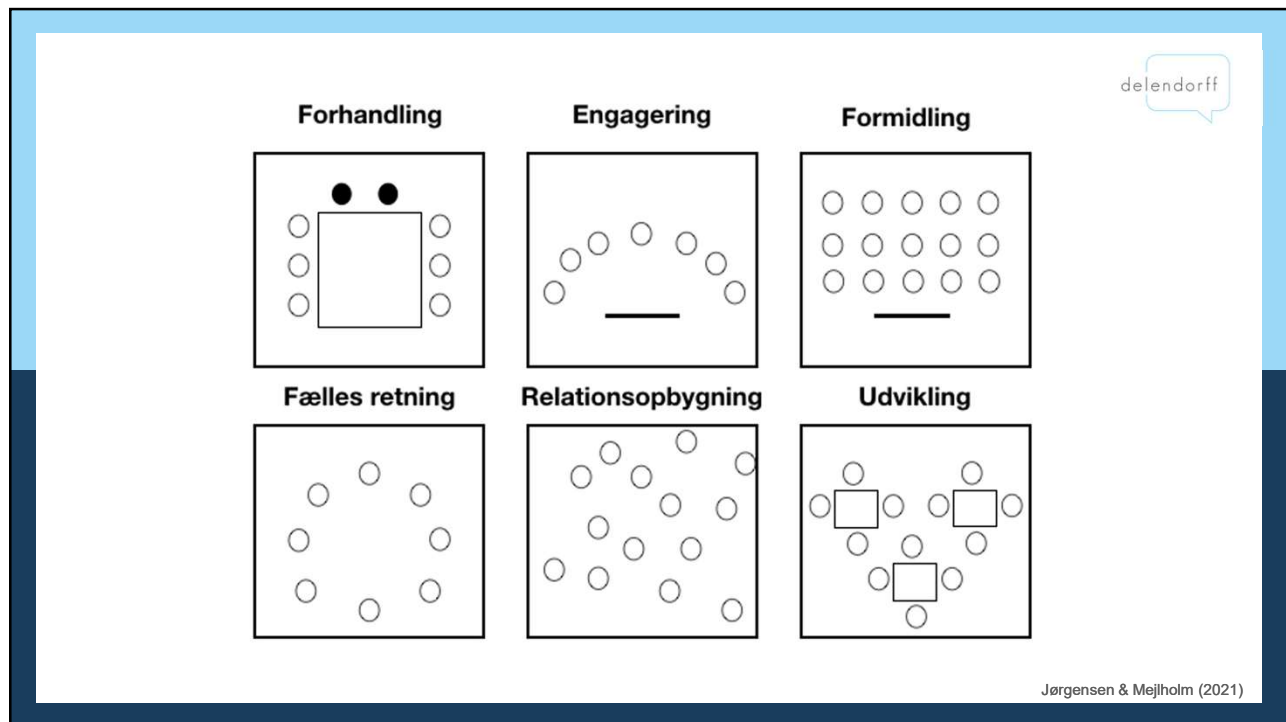 delendorff
Forhandling
Engagering
Formidling
Fælles retning
Relationsopbygning
Udvikling
Jørgensen & Mejlholm (2021)